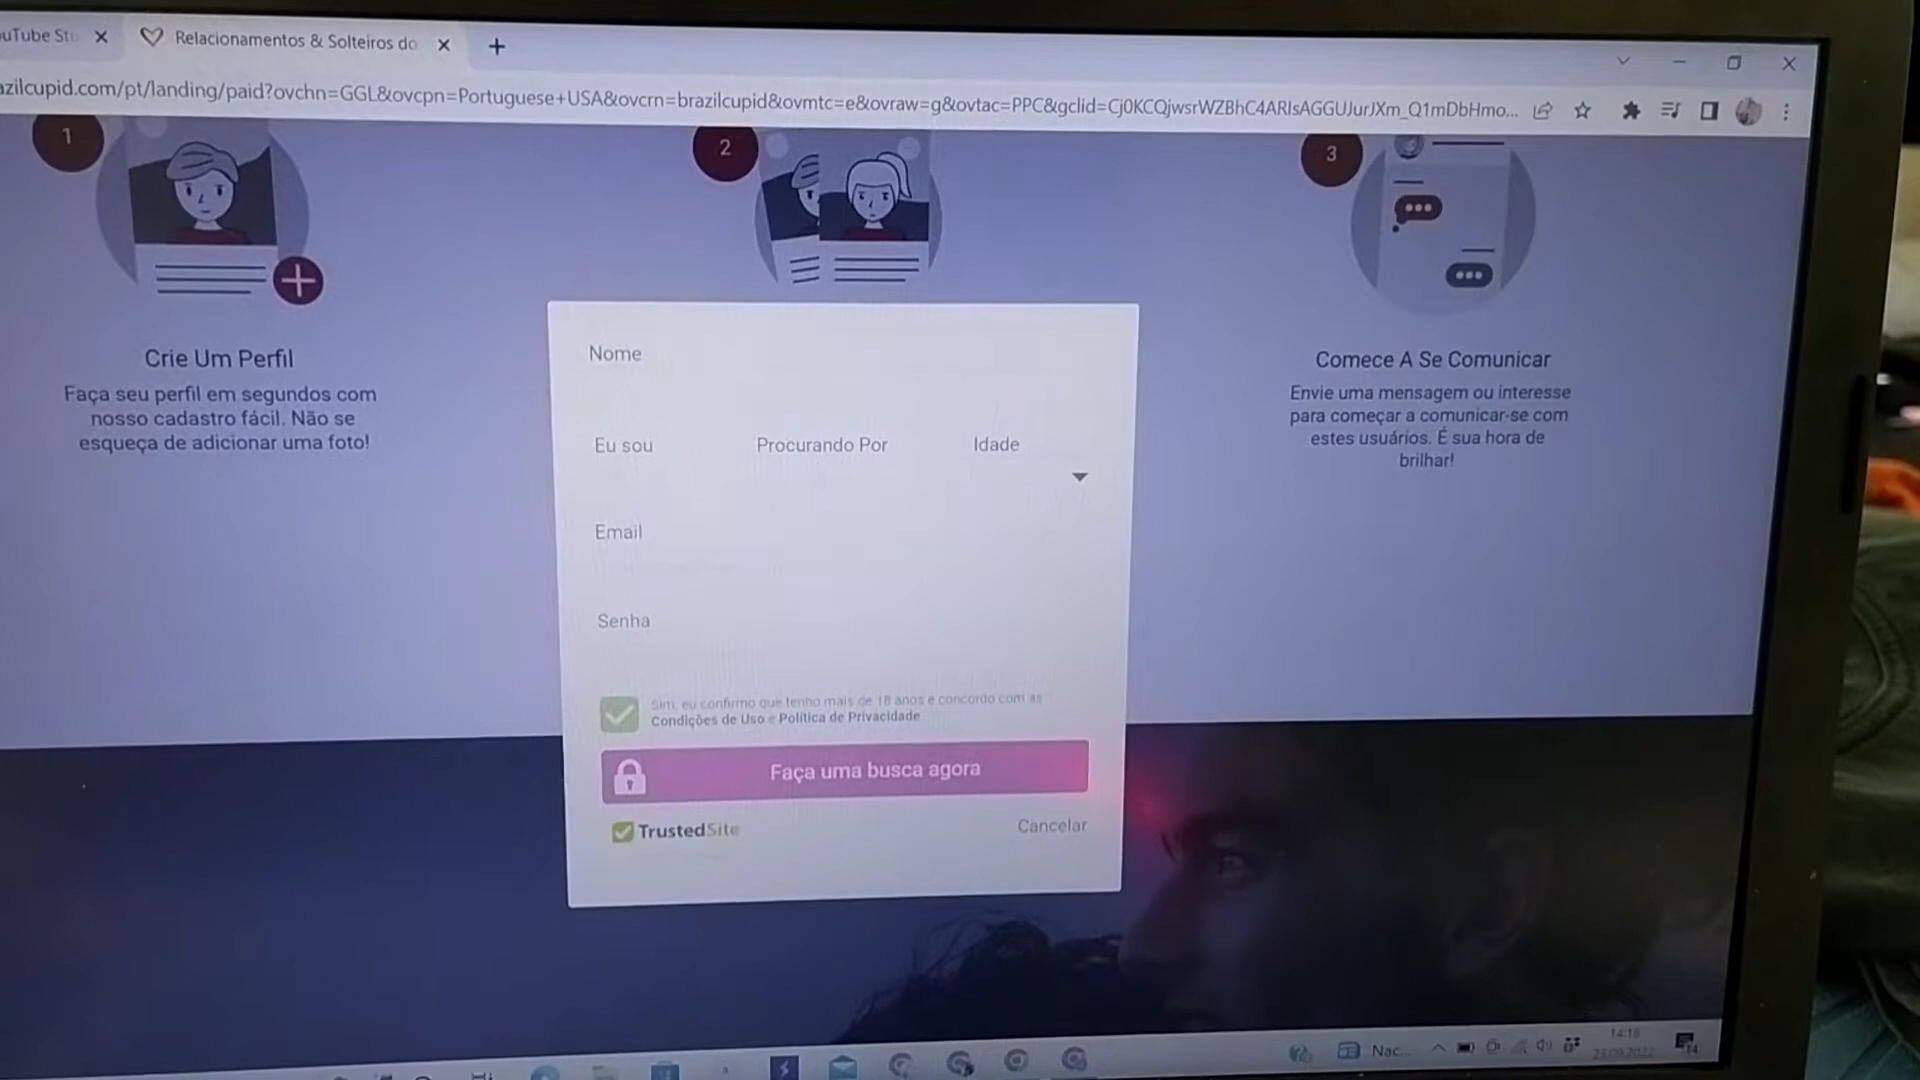 ouTube St
Relacionamentos & Solteiros do
azilcupid.com/pt/landing/paid?ovchn=GGL&ovcpn=Portuguese+USA&ovcrn=brazilcupid&ovmtc=e&ovraw=g&ovtac=PPC&gclid=Cj0KCQjwsrWZBhC4ARIsAGGUJurJXm_Q1mDbHmo...
1
2
3
Crie Um Perfil
Faça seu perfil em segundos com
nosso cadastro fácil. Não se
esqueça de adicionar uma foto!
Comece A Se Comunicar
Envie uma mensagem ou interesse
para começar a comunicar-se com
estes usuários. É sua hora de
brilhar!
Nome
Eu sou Procurando Por Idade
Email
Senha
Sim, eu confirmo que tenho mais de 18 anos e concordo com as
Condições de Uso e Política de Privacidade
Faça uma busca agora
TrustedSite
Cancelar
Nac...
14:16